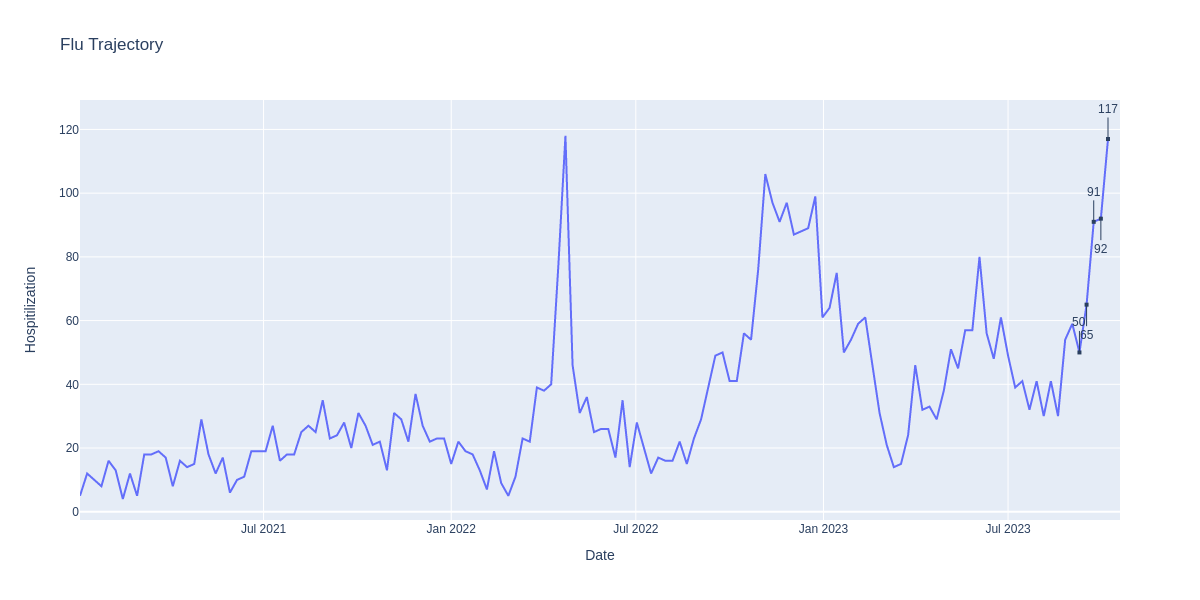 Flu Trajectory
117
120
91
100
92
80
50
65
60
40
20
0
Jul 2021
Jan 2022
Jul 2022
Jan 2023
Jul 2023
Date
Hospitilization